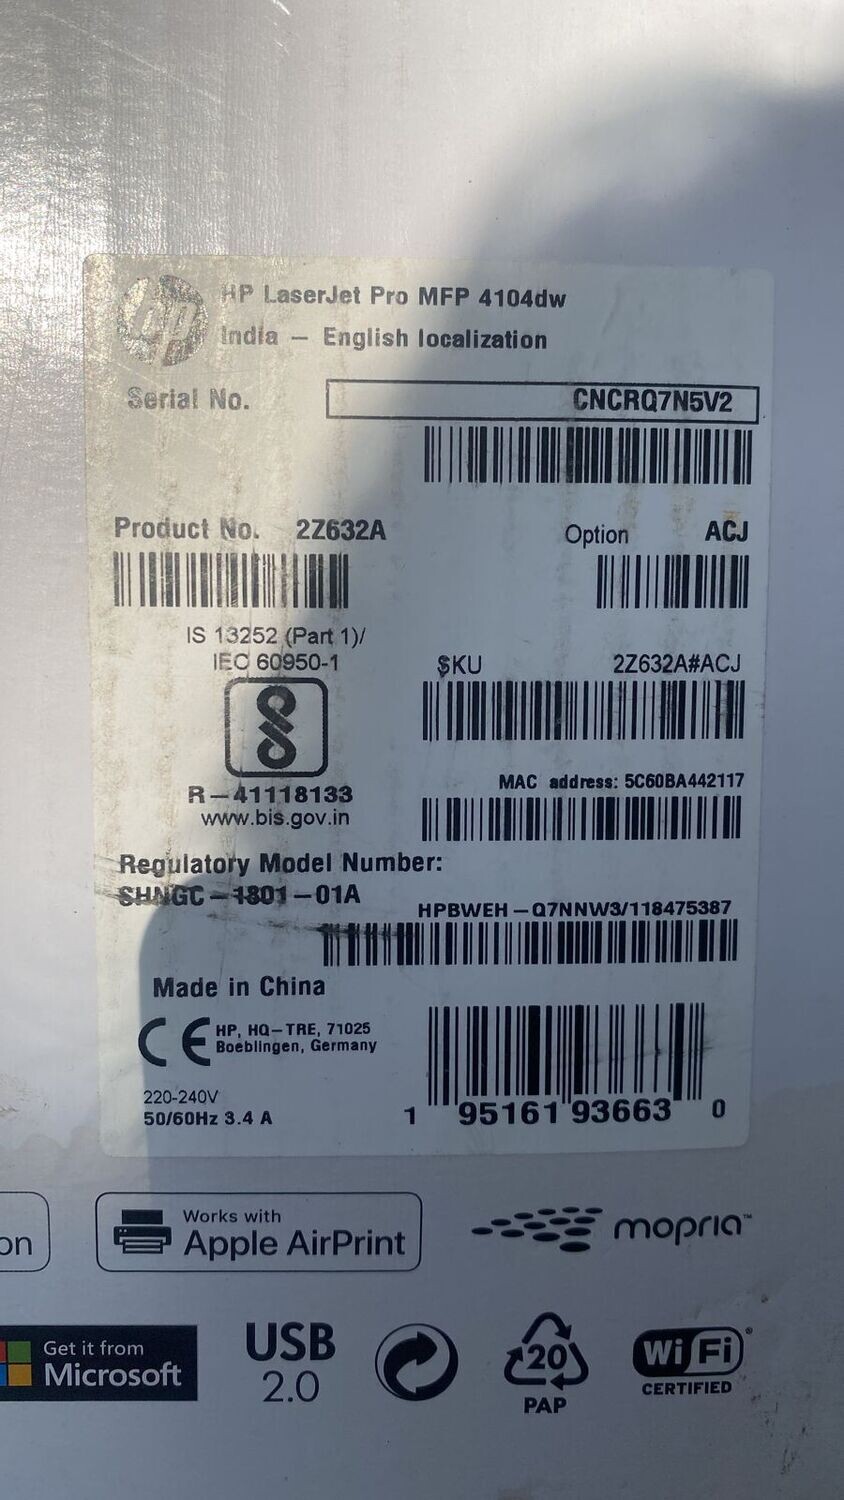 hp
HP LaserJet Pro MFP 4104dw
India – English localization
Serial No. CNCRQ7N5V2
Product No. 2Z632A
Option ACJ
IS 13252 (Part 1)/
IEC 60950-1
SKU 2Z632A#ACJ
R–41118133
www.bis.gov.in
MAC address: 5C60BA442117
Regulatory Model Number:
SHNGC–1801–01A
HPBWEH–Q7NNW3/118475387
Made in China
CE
HP, HQ–TRE, 71025
Boeblingen, Germany
220-240V
50/60Hz 3.4 A
1 95161 93663 0
on
Works with
Apple AirPrint
mopria™
Get it from
Microsoft
USB
2.0
20
PAP
WiFi®
CERTIFIED